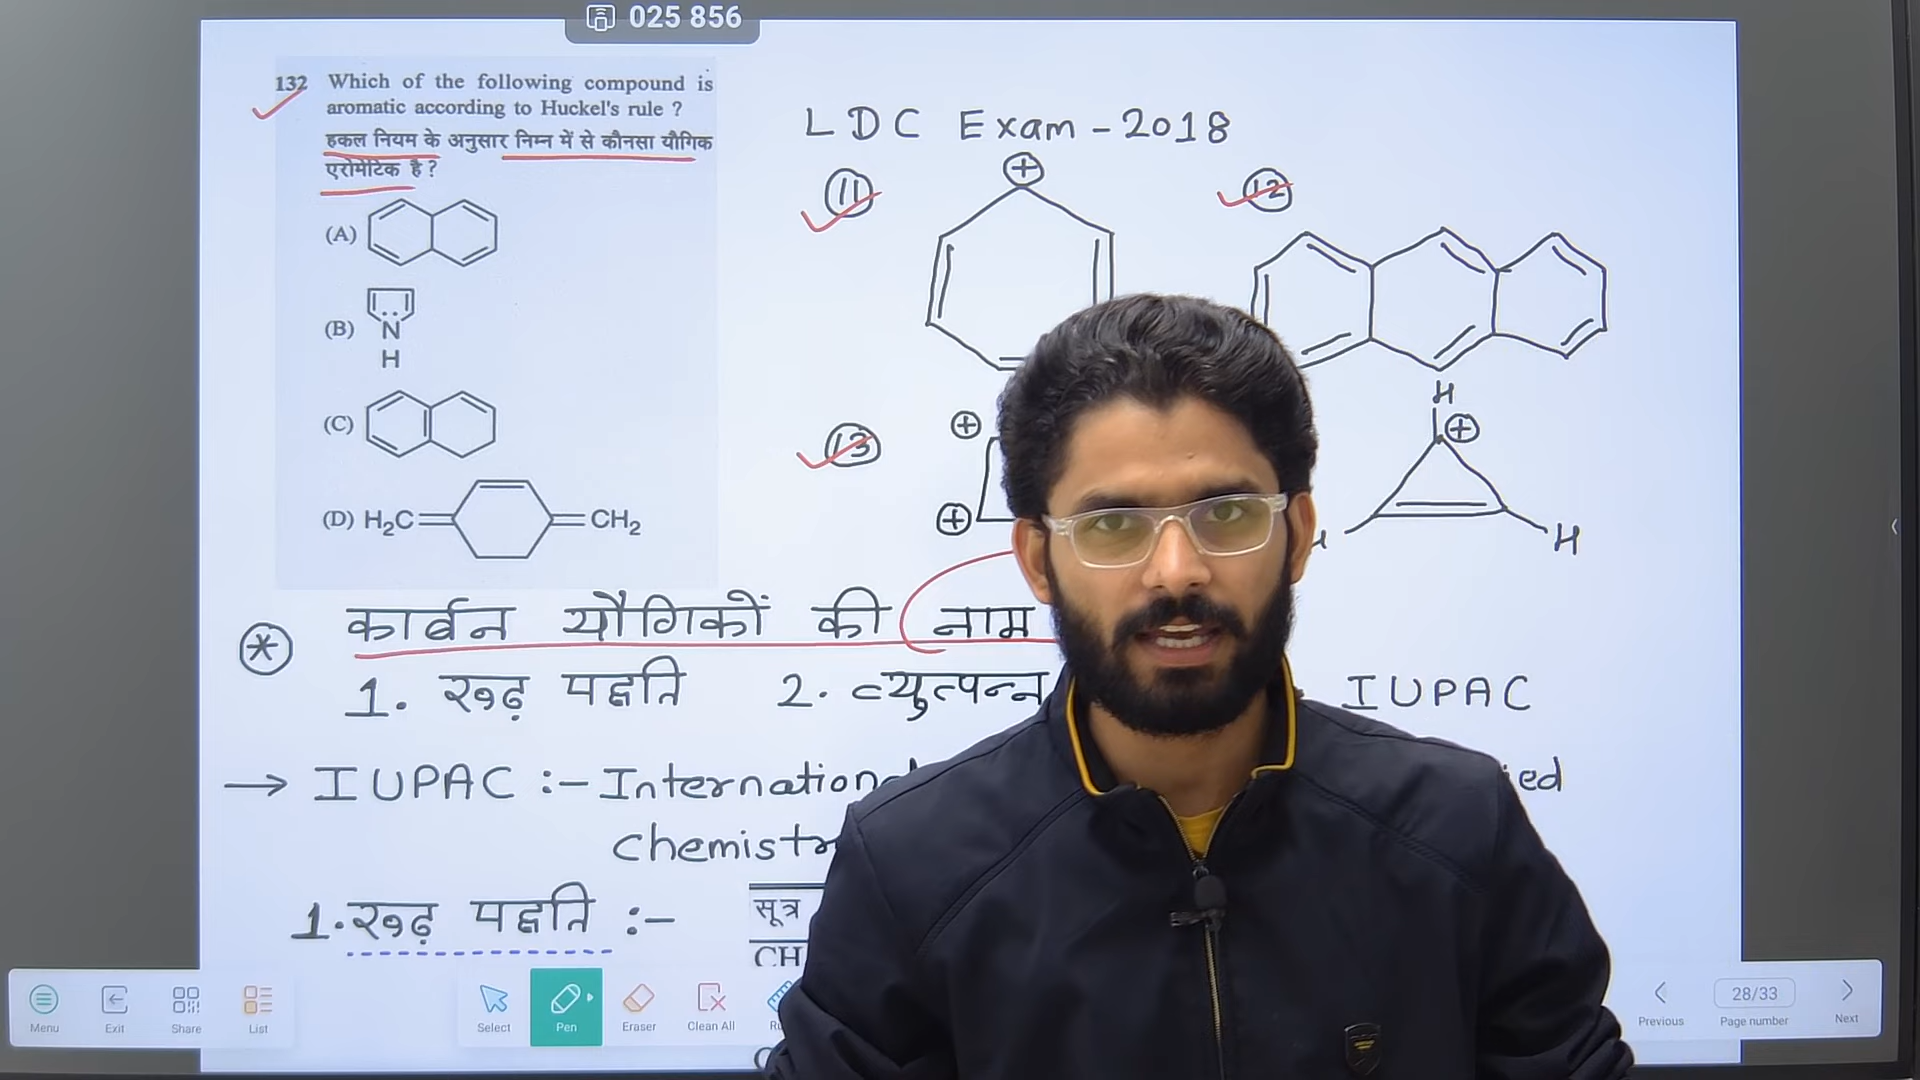 025 856
132 Which of the following compound is
aromatic according to Huckel's rule ?
हकल नियम के अनुसार निम्न में से कौनसा यौगिक
एरोमेटिक है ?
(A)
(B) N
H
(C)
(D) H₂C CH₂
LDC Exam - 2018
11 + 12
13 + H +
+ H
कार्बन यौगिकों की नाम
1. रूढ़ पद्धति 2. व्युत्पन्न IUPAC
→ IUPAC :- International ied
chemistr
1. रूढ़ पद्धति :- सूत्र
CH
Menu Exit Share List Select Pen Eraser Clean All Previous 28/33 Page number Next